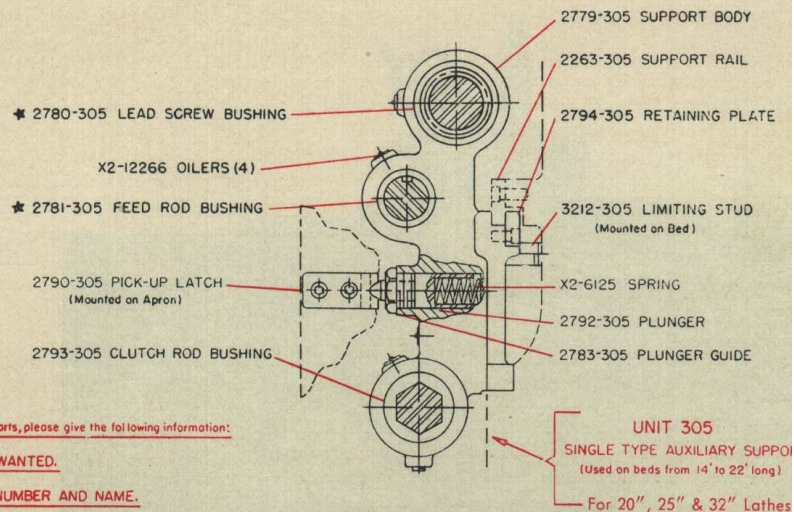 2779-305 SUPPORT BODY
2263-305 SUPPORT RAIL
★ 2780-305 LEAD SCREW BUSHING
2794-305 RETAINING PLATE
X2-12266 OILERS (4)
★ 2781-305 FEED ROD BUSHING
3212-305 LIMITING STUD
(Mounted on Bed)
2790-305 PICK-UP LATCH
(Mounted on Apron)
X2-6125 SPRING
2792-305 PLUNGER
2793-305 CLUTCH ROD BUSHING
2783-305 PLUNGER GUIDE
arts, please give the following information:
WANTED.
NUMBER AND NAME.
UNIT 305
SINGLE TYPE AUXILIARY SUPPOR
(Used on beds from 14' to 22' long)
For 20", 25" & 32" Lathes